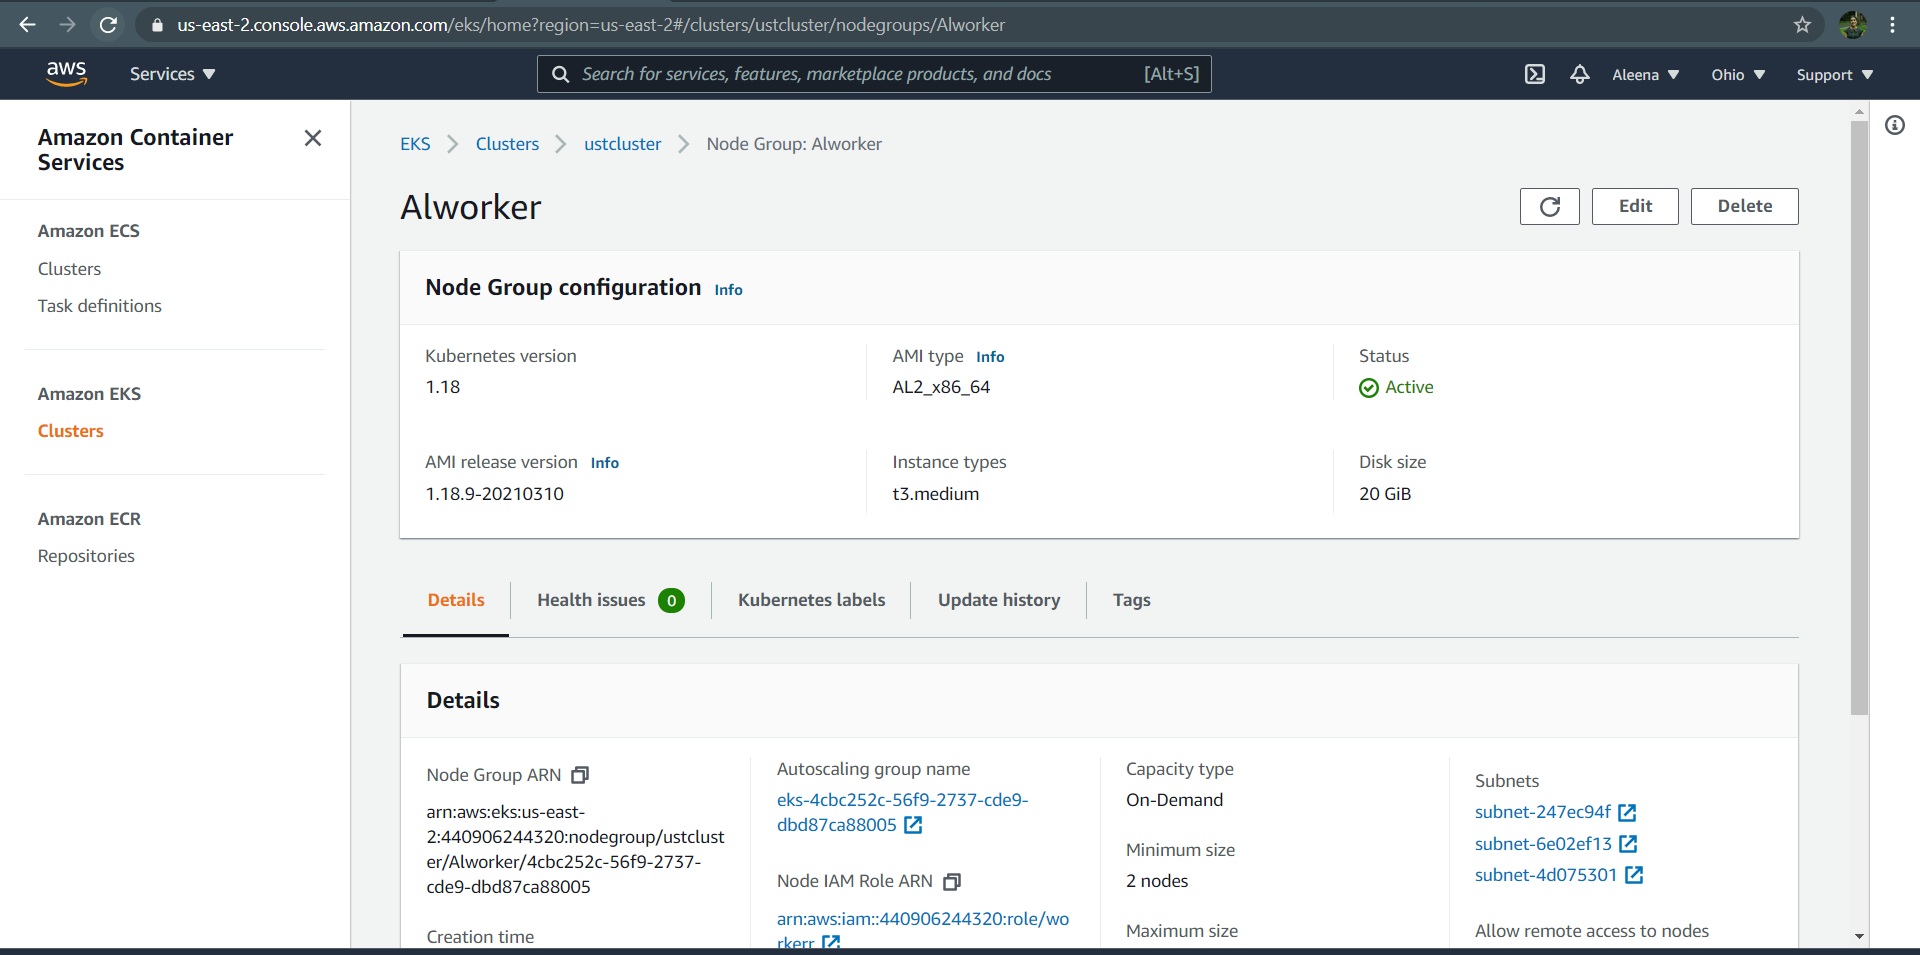 us-east-2.console.aws.amazon.com/eks/home?region=us-east-2#/clusters/ustcluster/nodegroups/Alworker
aws
Services
Search for services, features, marketplace products, and docs [Alt+S]
Aleena
Ohio
Support
Amazon Container
Services
Amazon ECS
Clusters
Task definitions
Amazon EKS
Clusters
Amazon ECR
Repositories
EKS
Clusters
ustcluster
Node Group: Alworker
Alworker
Edit
Delete
Node Group configuration Info
Kubernetes version
1.18
AMI type Info
AL2_x86_64
Status
Active
AMI release version Info
1.18.9-20210310
Instance types
t3.medium
Disk size
20 GiB
Details
Health issues 0
Kubernetes labels
Update history
Tags
Details
Node Group ARN
arn:aws:eks:us-east-
2:440906244320:nodegroup/ustclust
er/Alworker/4cbc252c-56f9-2737-
cde9-dbd87ca88005
Creation time
Autoscaling group name
eks-4cbc252c-56f9-2737-cde9-
dbd87ca88005
Node IAM Role ARN
arn:aws:iam::440906244320:role/wo
rkerr
Capacity type
On-Demand
Minimum size
2 nodes
Maximum size
Subnets
subnet-247ec94f
subnet-6e02ef13
subnet-4d075301
Allow remote access to nodes